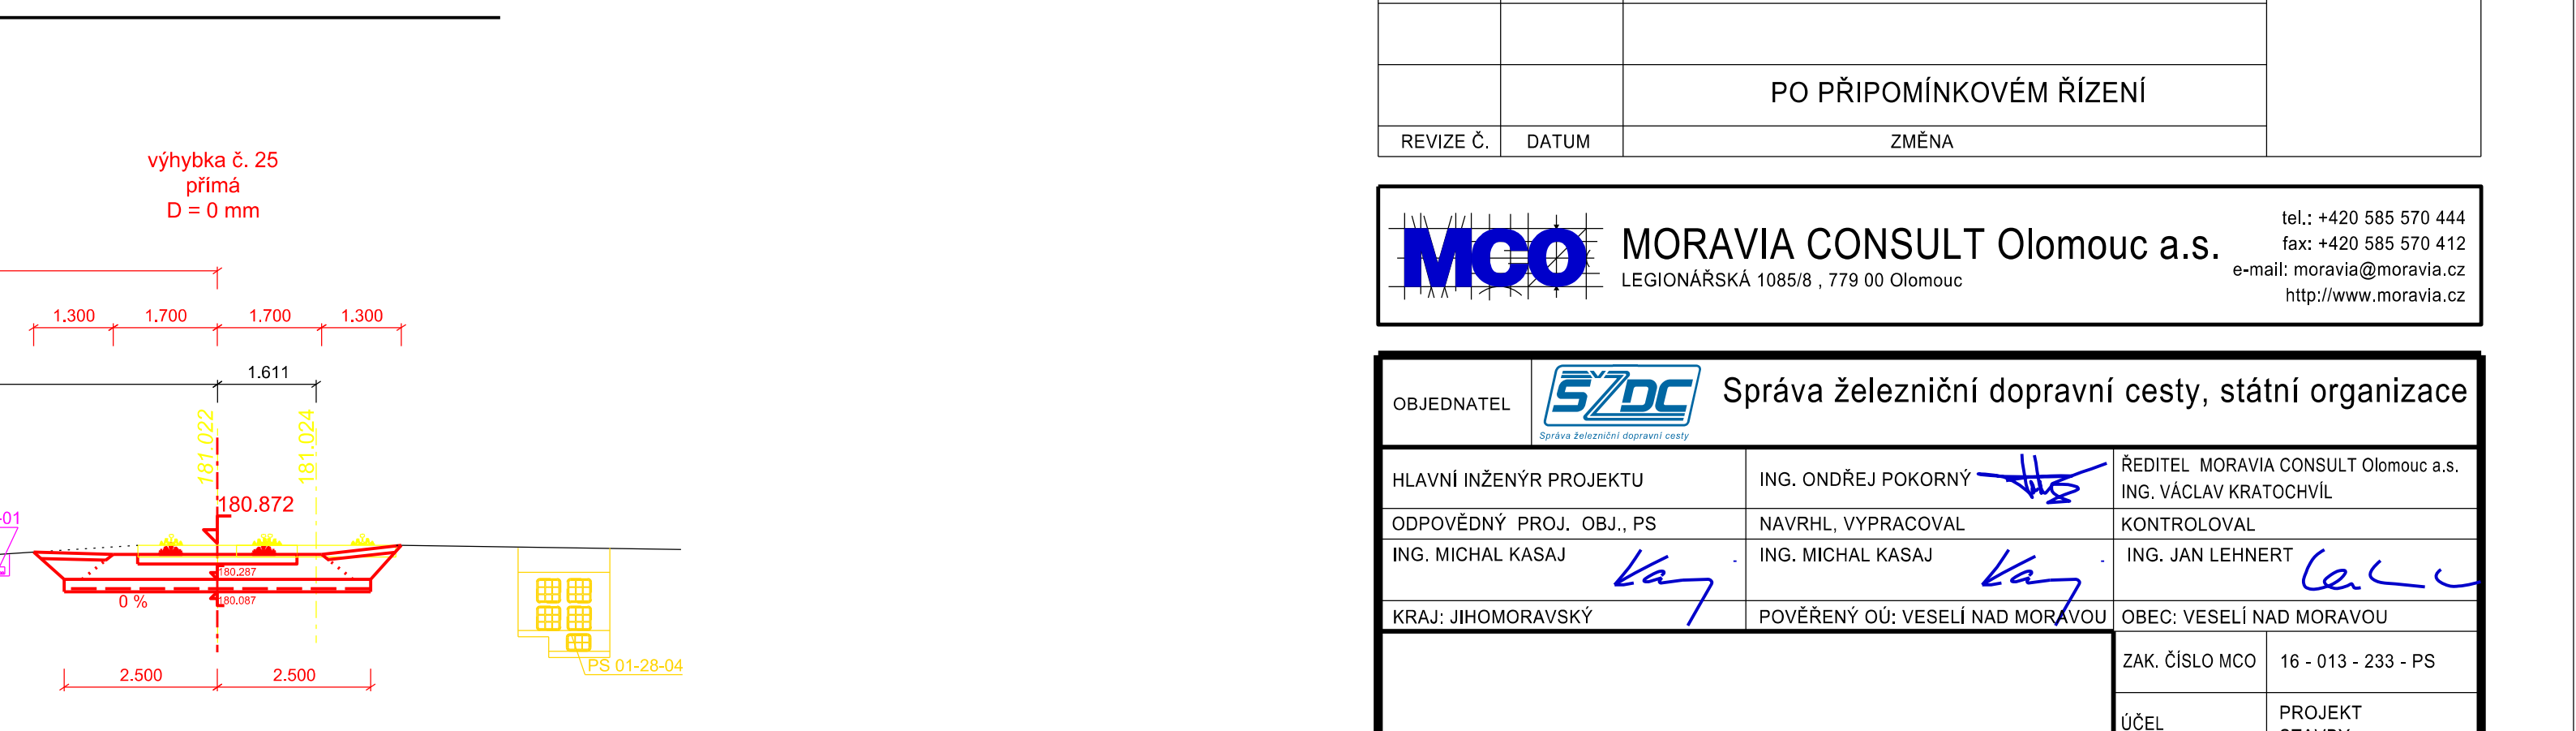 výhybka č. 25
přímá
D = 0 mm
1.300 1.700 1.700 1.300
1.611
181.022
181.024
180.872
-01
180.287
180.087
0 %
2.500 2.500
PS 01-28-04
PO PŘIPOMÍNKOVÉM ŘÍZENÍ
REVIZE Č. DATUM ZMĚNA
MCO
MORAVIA CONSULT Olomouc a.s.
LEGIONÁŘSKÁ 1085/8 , 779 00 Olomouc
tel.: +420 585 570 444
fax: +420 585 570 412
e-mail: moravia@moravia.cz
http://www.moravia.cz
OBJEDNATEL
SŽDC
Správa železniční dopravní cesty
Správa železniční dopravní cesty, státní organizace
HLAVNÍ INŽENÝR PROJEKTU
ING. ONDŘEJ POKORNÝ
ŘEDITEL MORAVIA CONSULT Olomouc a.s.
ING. VÁCLAV KRATOCHVÍL
ODPOVĚDNÝ PROJ. OBJ., PS
NAVRHL, VYPRACOVAL
KONTROLOVAL
ING. MICHAL KASAJ
ING. MICHAL KASAJ
ING. JAN LEHNERT
KRAJ: JIHOMORAVSKÝ
POVĚŘENÝ OÚ: VESELÍ NAD MORAVOU
OBEC: VESELÍ NAD MORAVOU
ZAK. ČÍSLO MCO
16 - 013 - 233 - PS
ÚČEL
PROJEKT